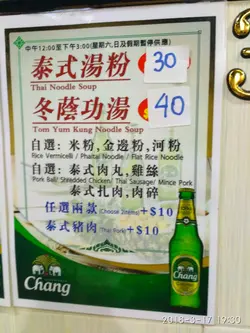 中午12:00至下午3:00(星期六,日及假期暫停供應)
泰式湯粉 30
Thai Noodle Soup
冬蔭功湯 40
Tom Yum Kung Noodle Soup
自選：米粉,金邊粉,河粉
Rice Vermicelli / Phaitai Noodle / Flat Rice Noodle
自選：泰式肉丸,雞絲
Pork Ball/ Shredded Chicken/ Thai Sausage/ Mince Pork
泰式扎肉,肉碎
任選兩款 (Choose 2items) +$10
泰式豬肉 (Thai Pork) +$10
Chang
Chang
2018-3-17 19:30